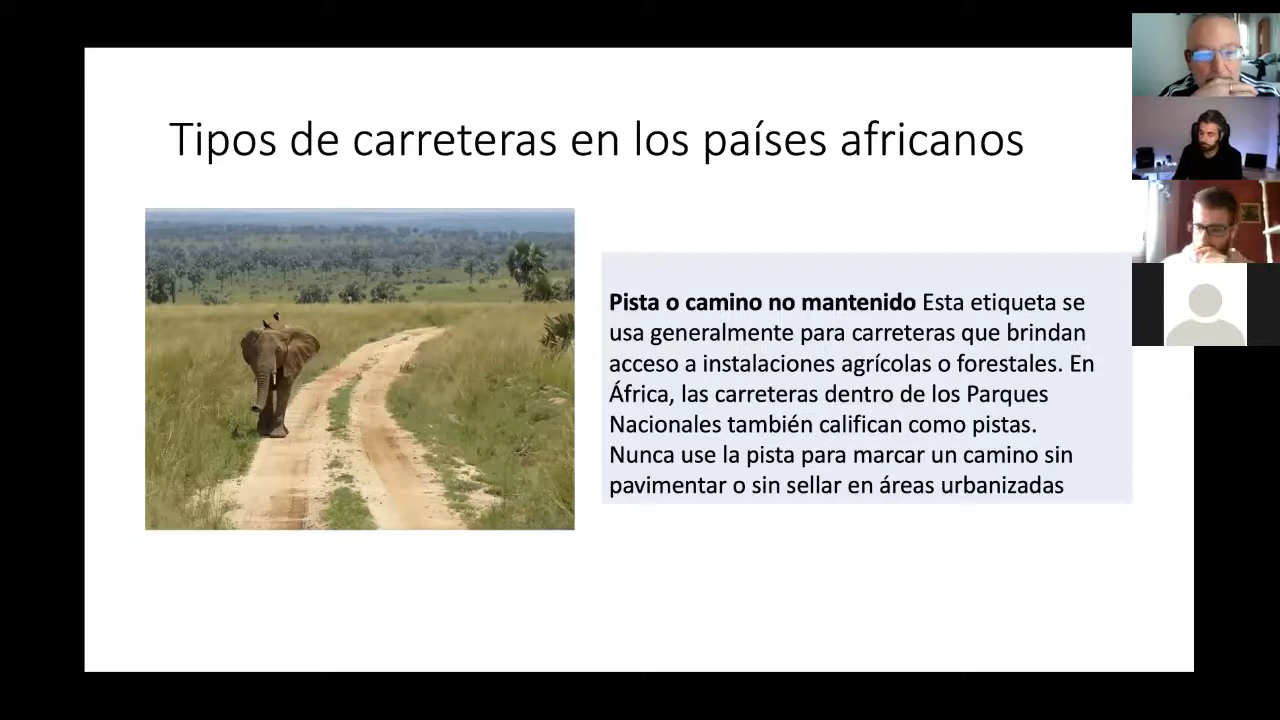 Tipos de carreteras en los países africanos
Pista o camino no mantenido Esta etiqueta se
usa generalmente para carreteras que brindan
acceso a instalaciones agrícolas o forestales. En
África, las carreteras dentro de los Parques
Nacionales también califican como pistas.
Nunca use la pista para marcar un camino sin
pavimentar o sin sellar en áreas urbanizadas